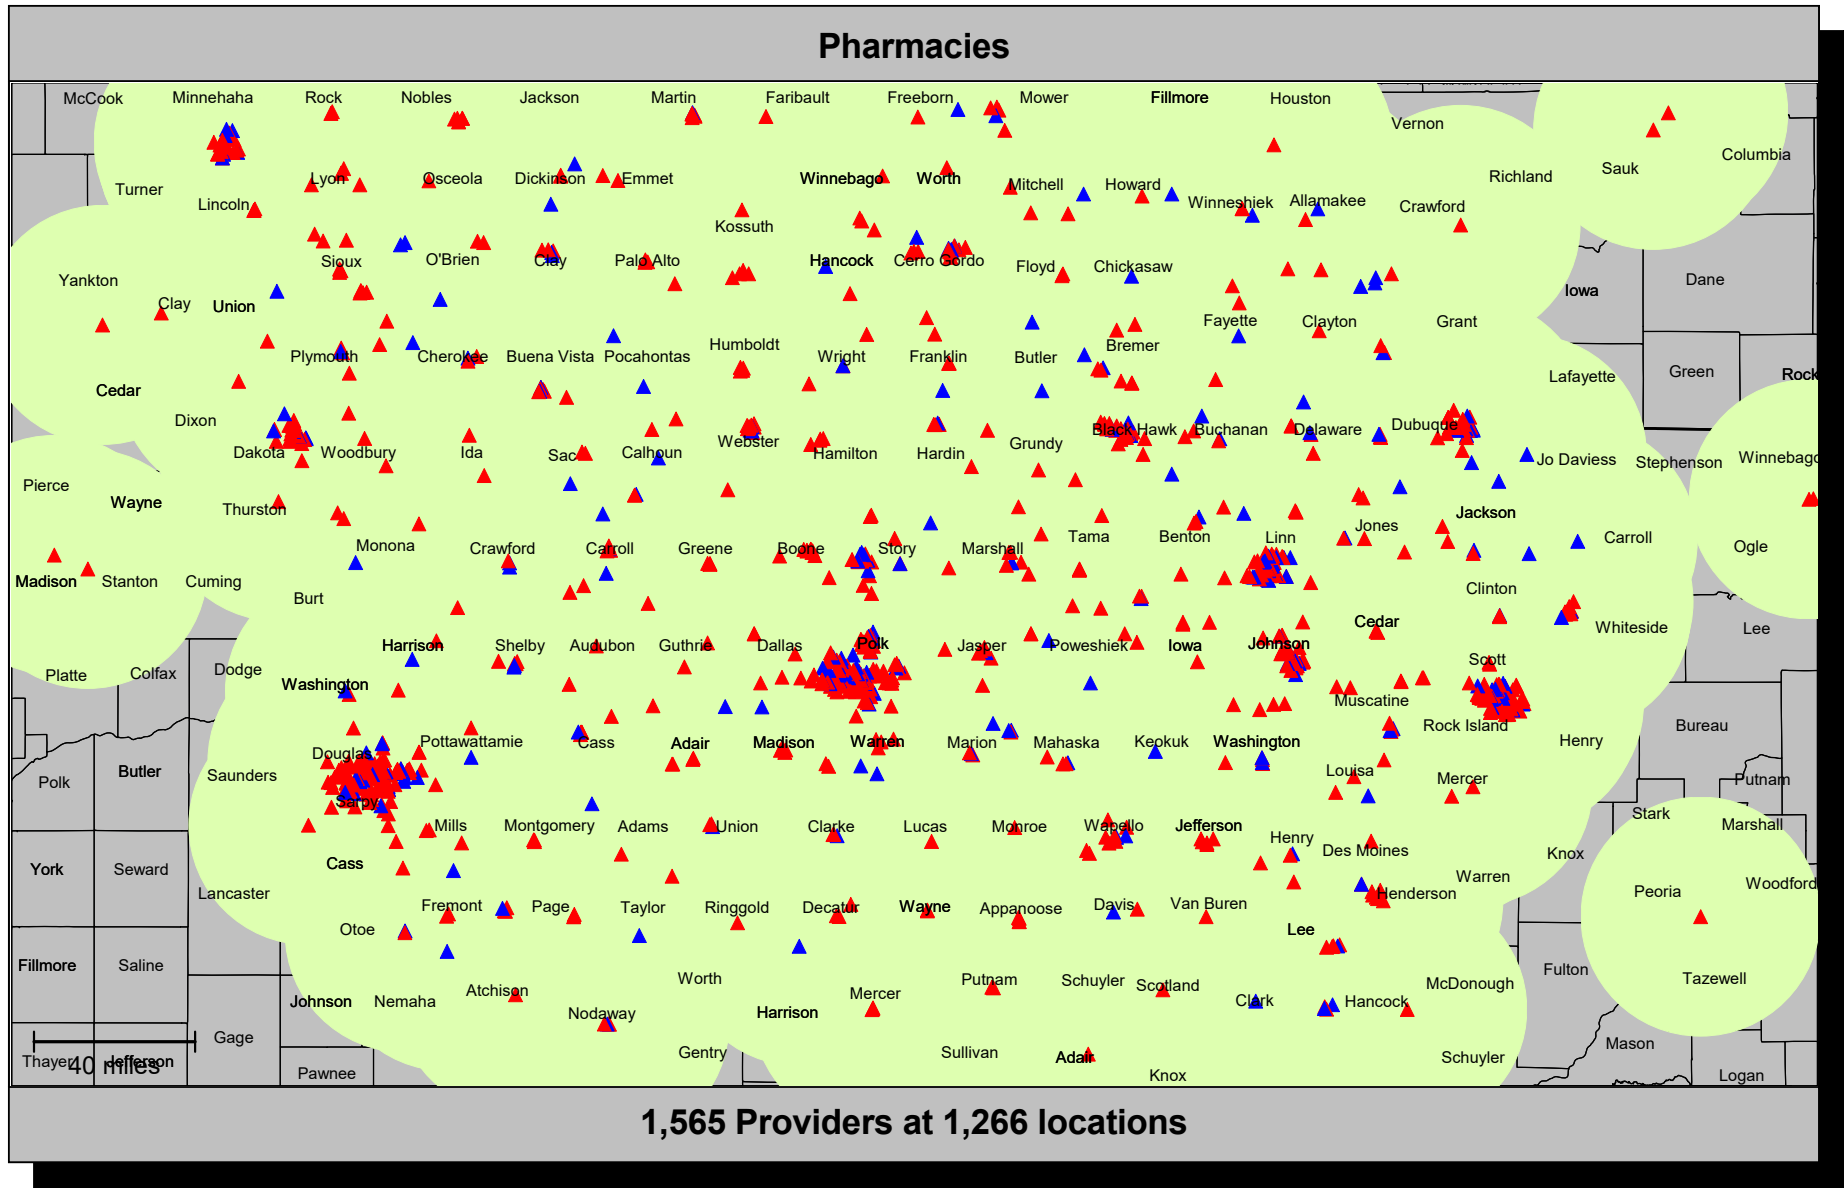 Pharmacies
McCook Minnehaha Rock Nobles Jackson Martin Faribault Freeborn Mower Fillmore Houston
Vernon
Columbia
Sauk
Richland
Turner Lyon Osceola Dickinson Emmet Winnebago Worth Mitchell Howard
Lincoln Winneshiek Allamakee Crawford
Kossuth
Sioux O'Brien Clay Palo Alto Hancock Cerro Gordo Floyd Chickasaw
Yankton Dane
Clay Union Iowa
Fayette Clayton Grant
Humboldt Bremer
Plymouth Cherokee Buena Vista Pocahontas Wright Franklin Butler
Cedar Lafayette Green Rock
Dixon Webster Black Hawk Buchanan Delaware Dubuque
Dakota Woodbury Ida Sac Calhoun Hamilton Hardin Grundy
Jo Daviess Stephenson Winnebago
Pierce
Wayne Thurston Jackson
Monona Crawford Carroll Greene Boone Story Marshall Tama Benton Linn Jones Carroll
Ogle
Madison Stanton Cuming Burt Clinton
Harrison Shelby Audubon Guthrie Dallas Polk Jasper Poweshiek Iowa Johnson Cedar Whiteside Lee
Scott
Platte Colfax Dodge
Washington Muscatine
Rock Island Bureau
Douglas Pottawattamie Cass Adair Madison Warren Marion Mahaska Keokuk Washington Henry
Polk Butler Saunders Louisa Mercer Putnam
Sarpy
Mills Montgomery Adams Union Clarke Lucas Monroe Wapello Jefferson Henry Stark Marshall
Des Moines Knox
York Seward Cass
Lancaster Warren Peoria Woodford
Henderson
Fremont Page Taylor Ringgold Decatur Wayne Appanoose Davis Van Buren
Otoe Lee
Fillmore Saline Fulton
Worth Putnam Schuyler Scotland McDonough Tazewell
Johnson Nemaha Atchison Mercer Clark Hancock
Nodaway Harrison
Gage Mason
Thayer Jefferson Gentry Sullivan Adair Schuyler
40 miles
Pawnee Knox Logan
1,565 Providers at 1,266 locations